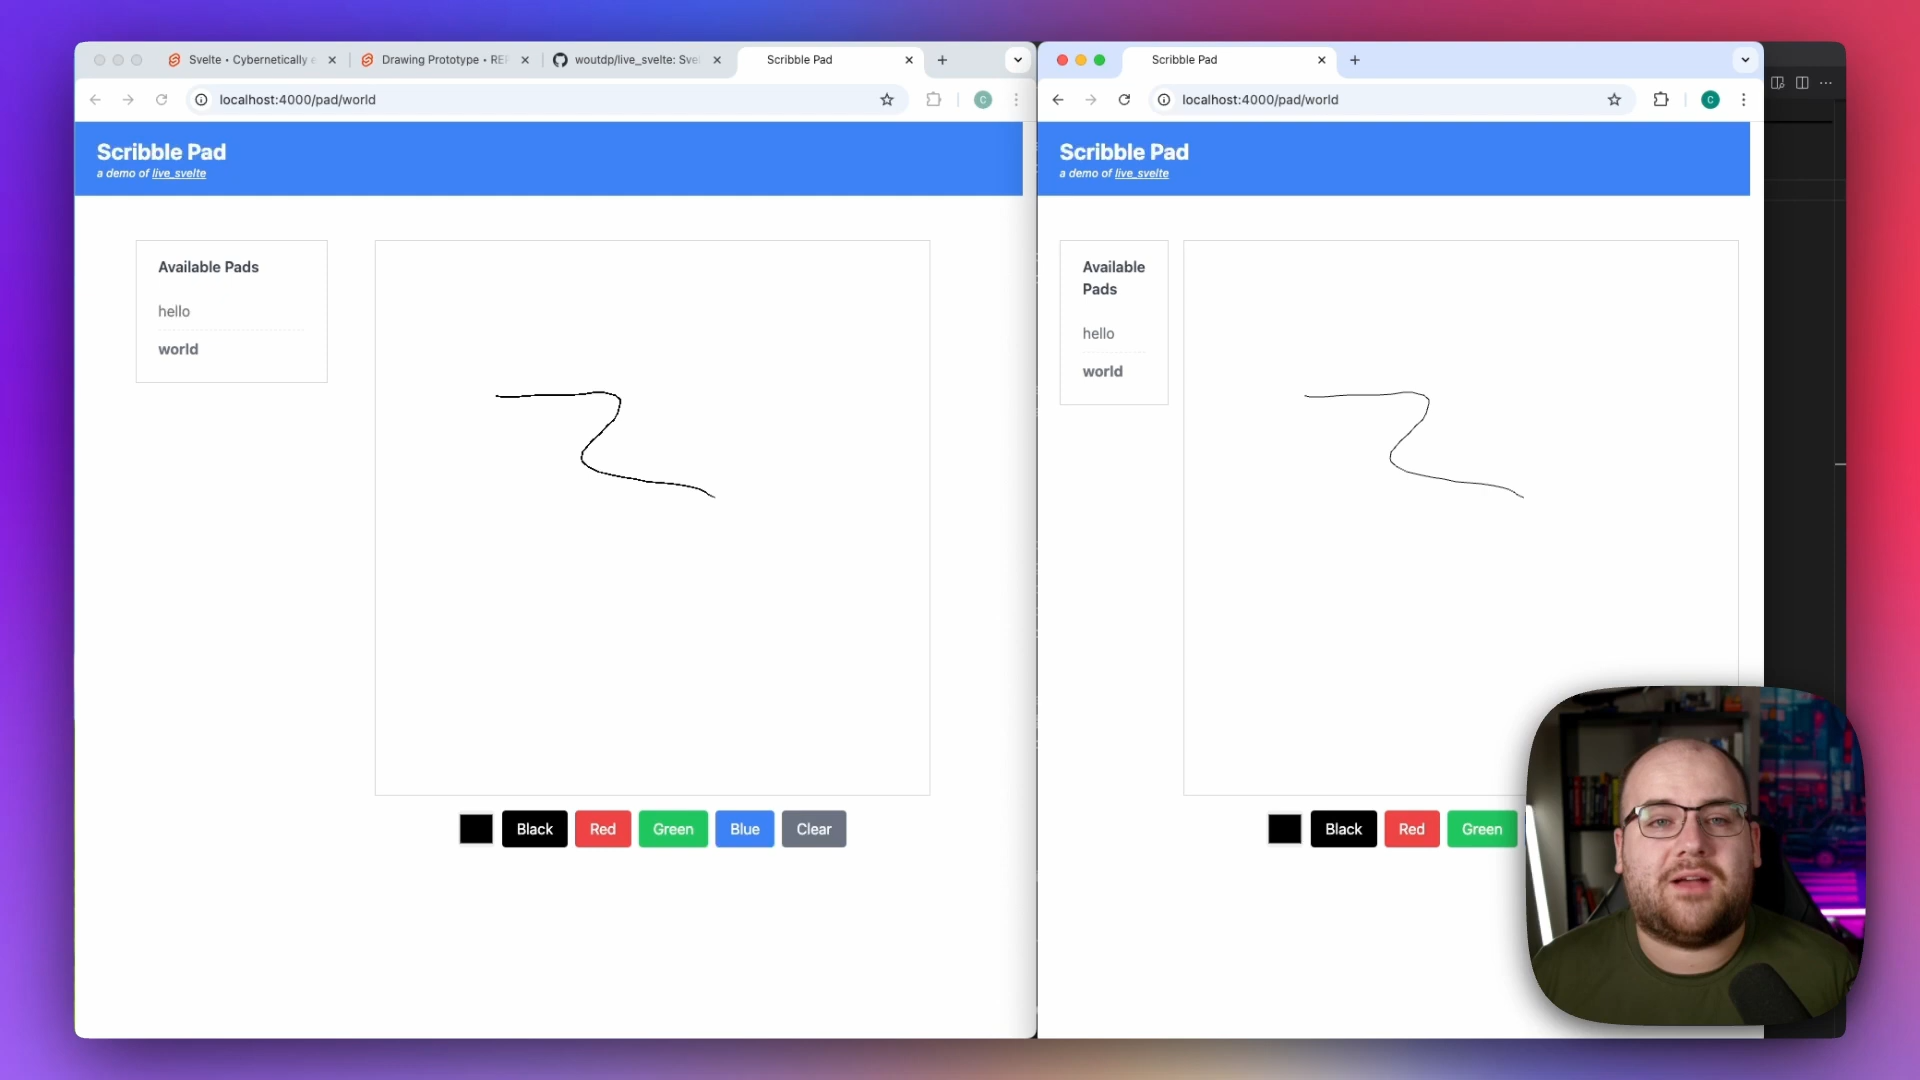 Svelte • Cybernetically e
Drawing Prototype • REP
woutdp/live_svelte: Sve
Scribble Pad
localhost:4000/pad/world
C
Scribble Pad
a demo of live_svelte
Available Pads
hello
world
Black
Red
Green
Blue
Clear
Scribble Pad
localhost:4000/pad/world
C
Scribble Pad
a demo of live_svelte
Available
Pads
hello
world
Black
Red
Green